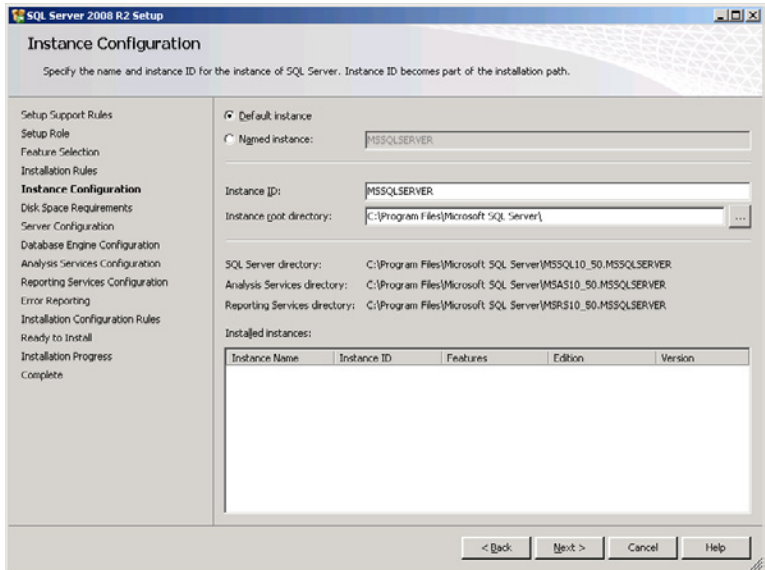 SQL Server 2008 R2 Setup
Instance Configuration
Specify the name and instance ID for the instance of SQL Server. Instance ID becomes part of the installation path.
Setup Support Rules
Setup Role
Feature Selection
Installation Rules
Instance Configuration
Disk Space Requirements
Server Configuration
Database Engine Configuration
Analysis Services Configuration
Reporting Services Configuration
Error Reporting
Installation Configuration Rules
Ready to Install
Installation Progress
Complete
Default instance
Named instance: MSSQLSERVER
Instance ID: MSSQLSERVER
Instance root directory: C:\Program Files\Microsoft SQL Server\ ...
SQL Server directory: C:\Program Files\Microsoft SQL Server\MSSQL10_50.MSSQLSERVER
Analysis Services directory: C:\Program Files\Microsoft SQL Server\MSAS10_50.MSSQLSERVER
Reporting Services directory: C:\Program Files\Microsoft SQL Server\MSRS10_50.MSSQLSERVER
Installed instances:
Instance Name Instance ID Features Edition Version
< Back Next > Cancel Help